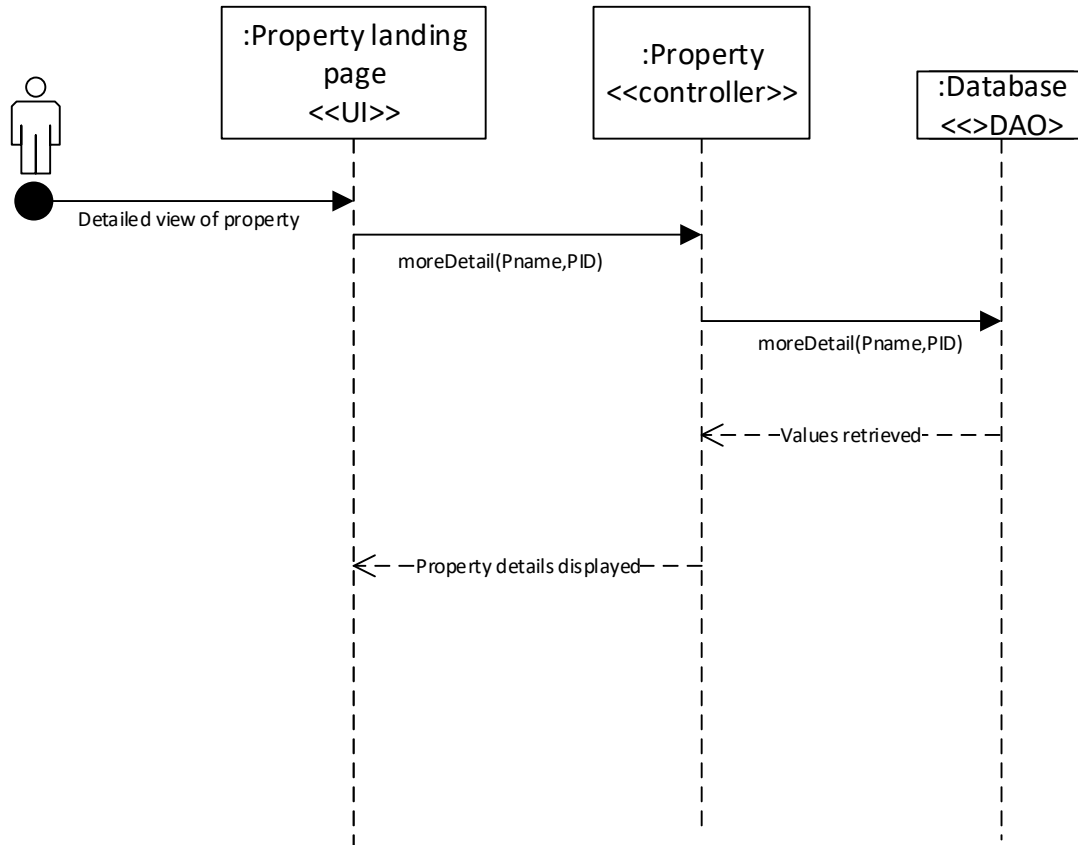 :Property landing
page
<<UI>>
:Property
<<controller>>
:Database
<<>DAO>
Detailed view of property
moreDetail(Pname,PID)
moreDetail(Pname,PID)
Values retrieved
Property details displayed